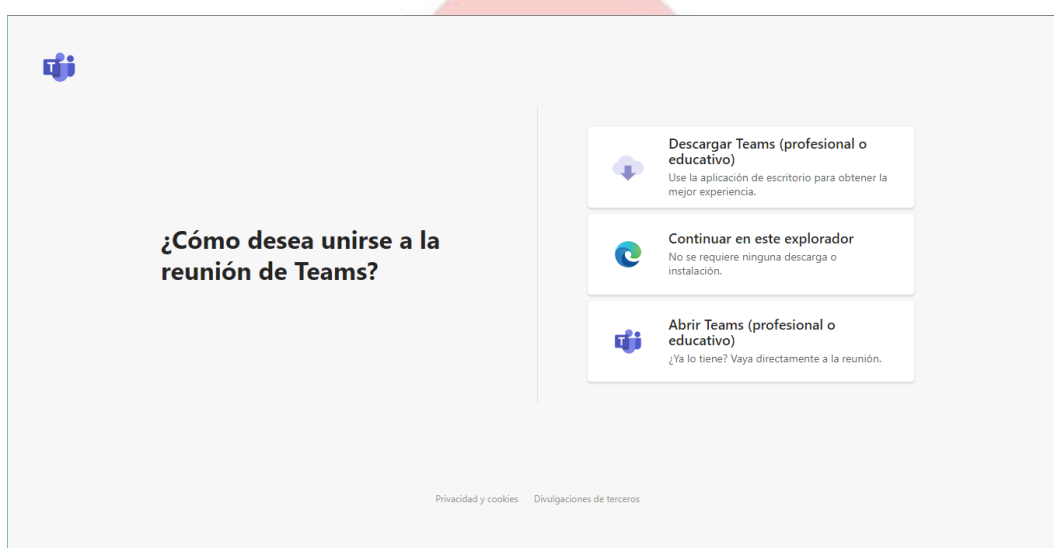 ¿Cómo desea unirse a la
reunión de Teams?
Descargar Teams (profesional o
educativo)
Use la aplicación de escritorio para obtener la
mejor experiencia.
Continuar en este explorador
No se requiere ninguna descarga o
instalación.
Abrir Teams (profesional o
educativo)
¿Ya lo tiene? Vaya directamente a la reunión.
Privacidad y cookies Divulgaciones de terceros